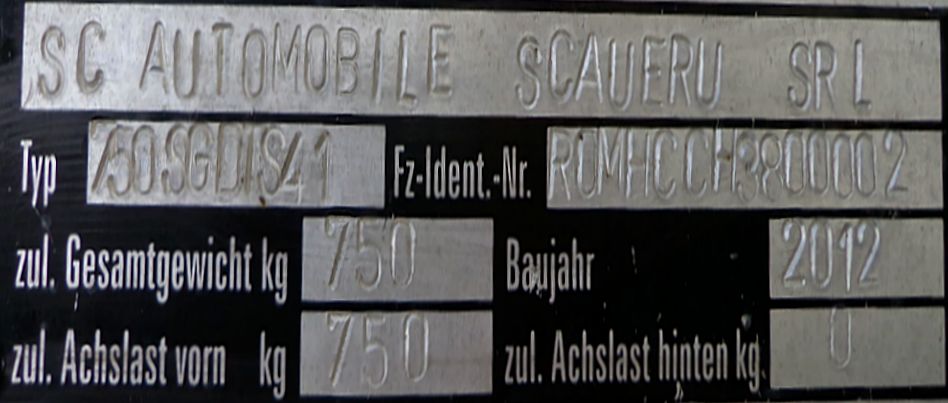 SC AUTOMOBILE SCAUERU SRL
Typ 750SGDIS41 Fz-Ident.-Nr. ROMHCCH3800002
zul. Gesamtgewicht kg 750 Baujahr 2012
zul. Achslast vorn kg 750 zul. Achslast hinten kg 0